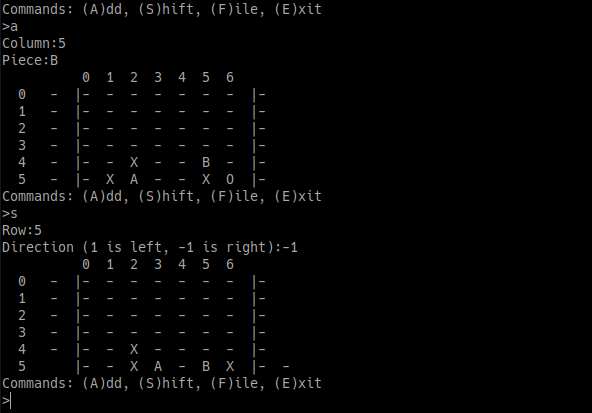 Commands: (A)dd, (S)hift, (F)ile, (E)xit
>a
Column:5
Piece:B
          0  1  2  3  4  5  6
  0   -  |-  -  -  -  -  -  -  |-
  1   -  |-  -  -  -  -  -  -  |-
  2   -  |-  -  -  -  -  -  -  |-
  3   -  |-  -  -  -  -  -  -  |-
  4   -  |-  -  X  -  -  B  -  |-
  5   -  |-  X  A  -  -  X  O  |-
Commands: (A)dd, (S)hift, (F)ile, (E)xit
>s
Row:5
Direction (1 is left, -1 is right):-1
          0  1  2  3  4  5  6
  0   -  |-  -  -  -  -  -  -  |-
  1   -  |-  -  -  -  -  -  -  |-
  2   -  |-  -  -  -  -  -  -  |-
  3   -  |-  -  -  -  -  -  -  |-
  4   -  |-  -  X  -  -  -  -  |-
  5   -  |-  -  X  A  -  B  X  |-  -
Commands: (A)dd, (S)hift, (F)ile, (E)xit
>